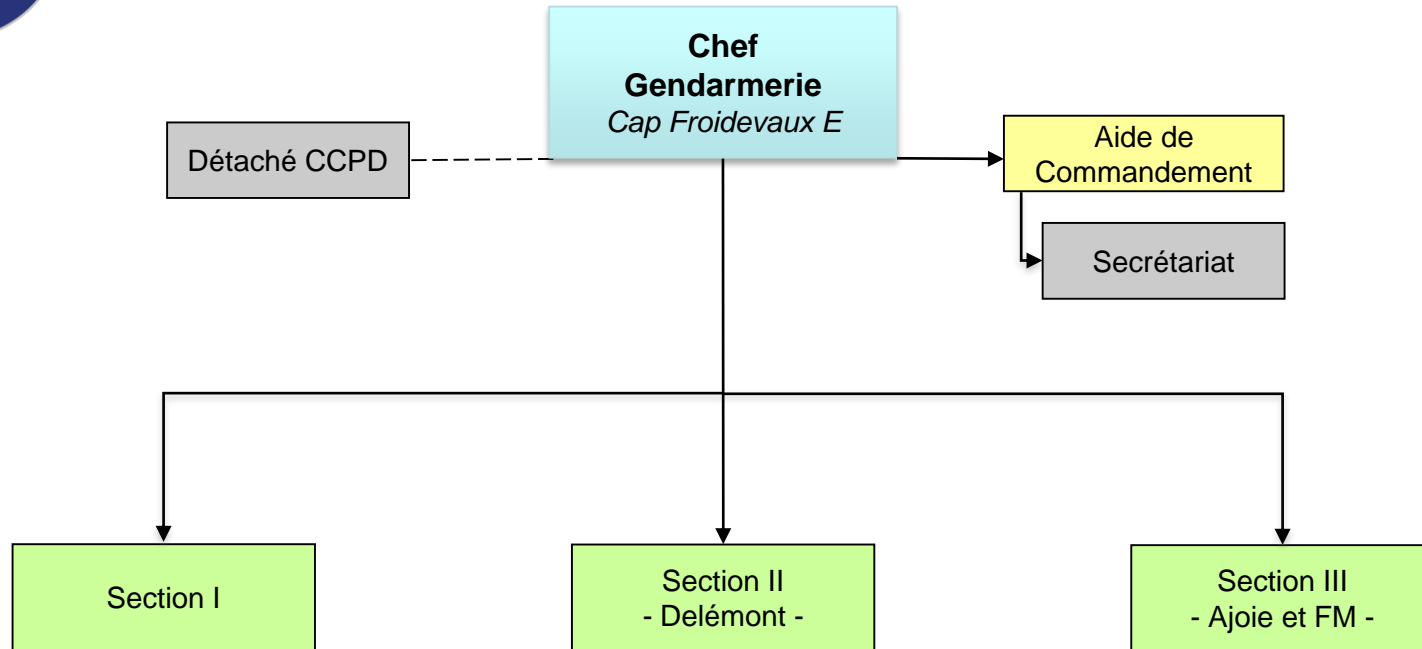 Chef
Gendarmerie
Cap Froidevaux E
Détaché CCPD
Aide de
Commandement
Secrétariat
Section I
Section II
- Delémont -
Section III
- Ajoie et FM -